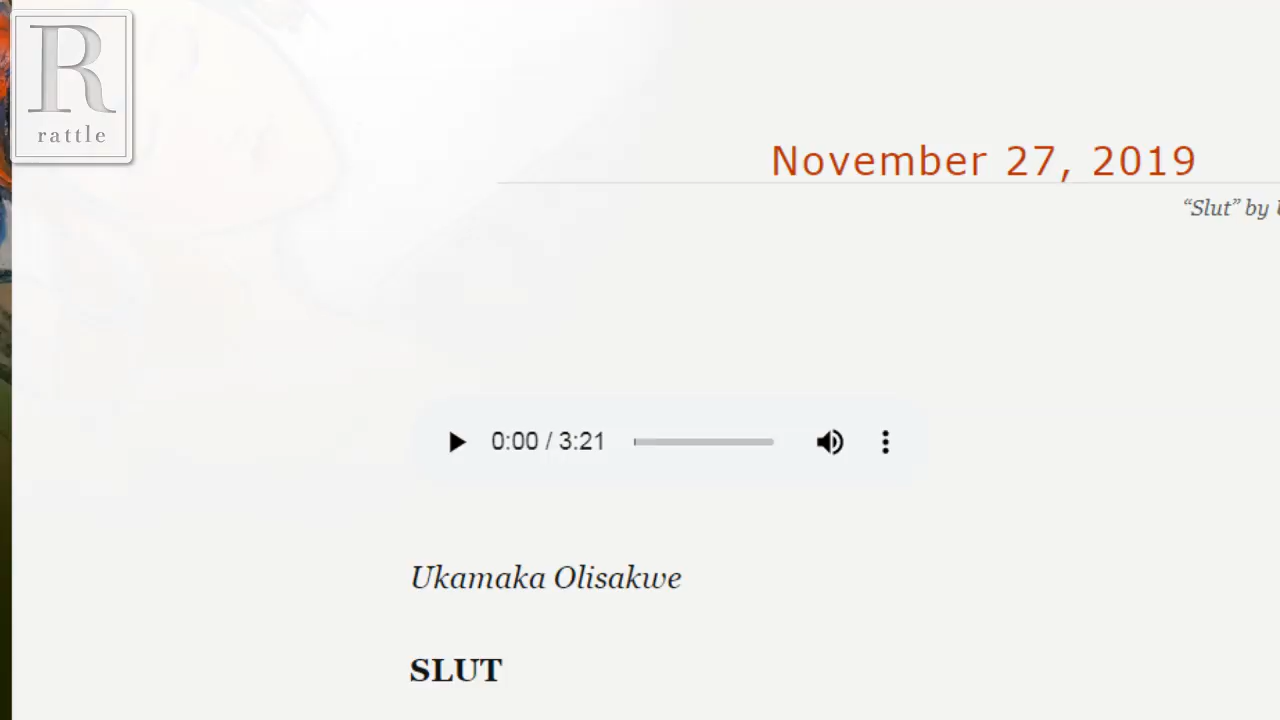 R
rattle
November 27, 2019
“Slut” by
0:00 / 3:21
Ukamaka Olisakwe
SLUT